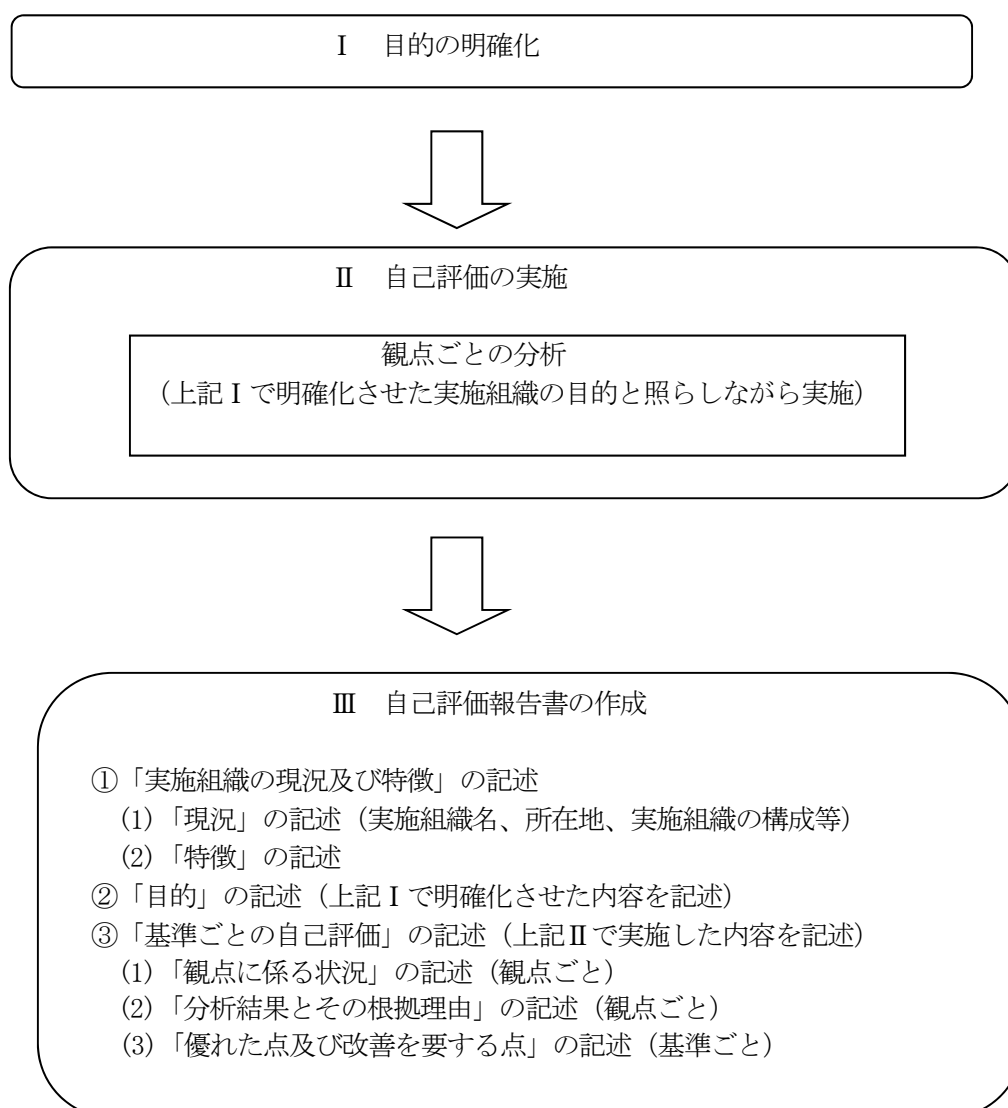 Ⅰ　目的の明確化
Ⅱ　自己評価の実施
観点ごとの分析
（上記Ⅰで明確化させた実施組織の目的と照らしながら実施）
Ⅲ　自己評価報告書の作成
①「実施組織の現況及び特徴」の記述
(1)「現況」の記述（実施組織名、所在地、実施組織の構成等）
(2)「特徴」の記述
②「目的」の記述（上記Ⅰで明確化させた内容を記述）
③「基準ごとの自己評価」の記述（上記Ⅱで実施した内容を記述）
(1)「観点に係る状況」の記述（観点ごと）
(2)「分析結果とその根拠理由」の記述（観点ごと）
(3)「優れた点及び改善を要する点」の記述（基準ごと）